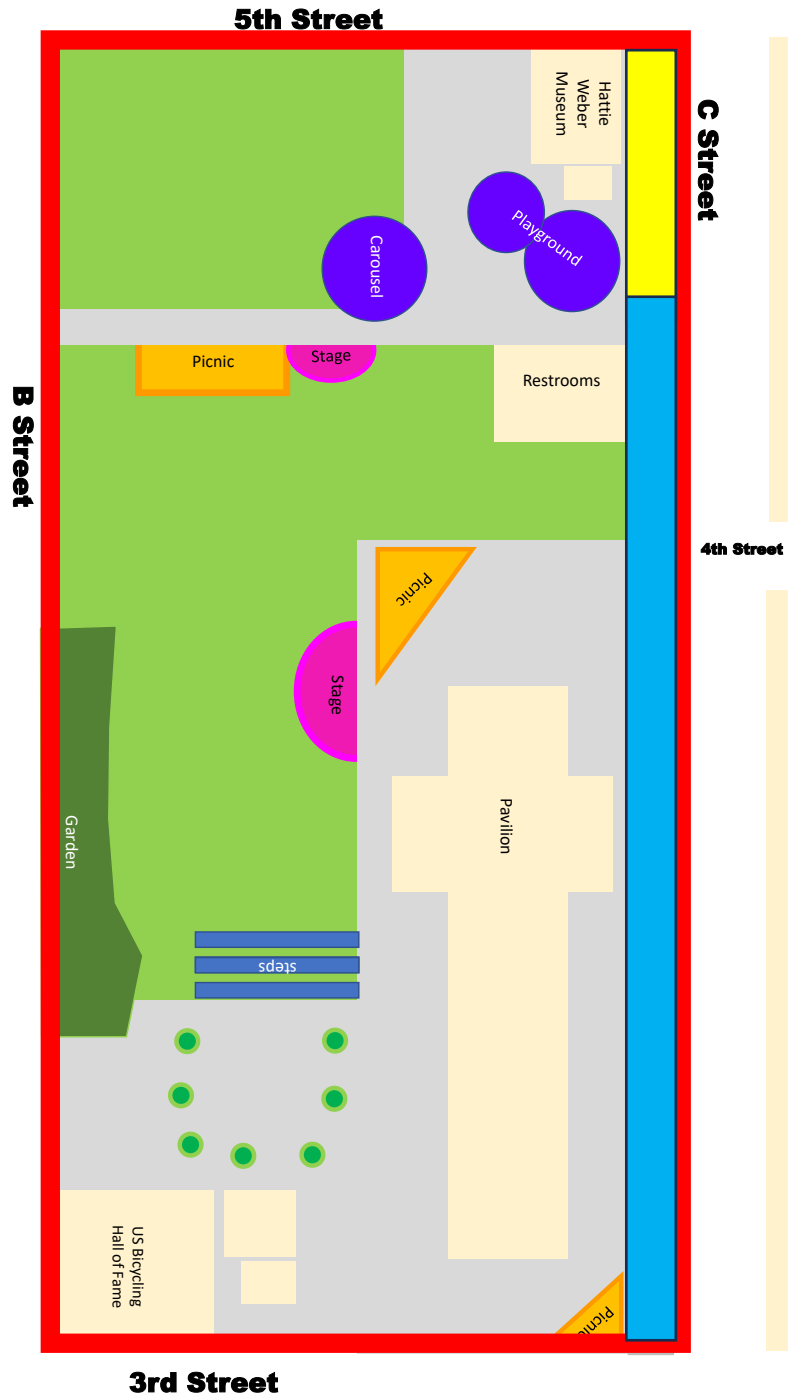 5th Street
Hattie
Weber
Museum
C Street
Playground
Carousel
Picnic
Stage
Restrooms
B Street
4th Street
Picnic
Stage
Pavilion
Garden
steps
US Bicycling
Hall of Fame
Picnic
3rd Street